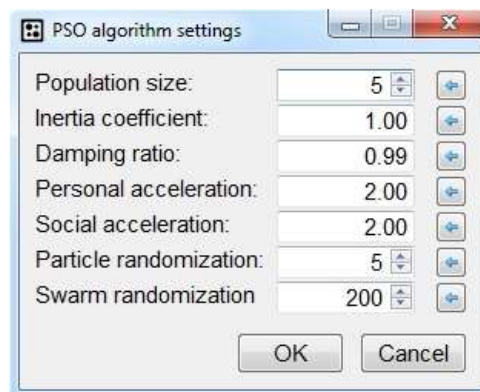 PSO algorithm settings
Population size: 5
Inertia coefficient: 1.00
Damping ratio: 0.99
Personal acceleration: 2.00
Social acceleration: 2.00
Particle randomization: 5
Swarm randomization 200
OK Cancel